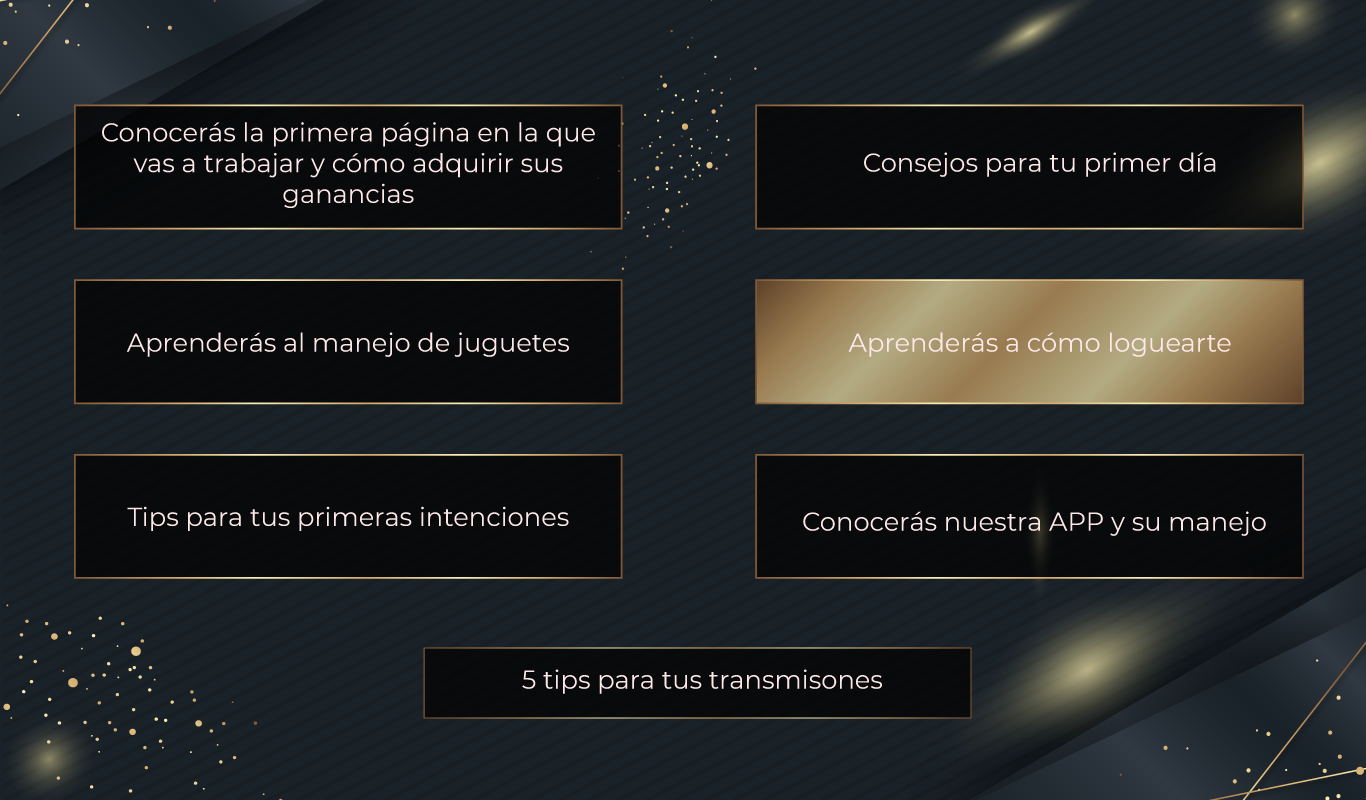 Conocerás la primera página en la que
vas a trabajar y cómo adquirir sus
ganancias
Consejos para tu primer día
Aprenderás al manejo de juguetes
Aprenderás a cómo loguearte
Tips para tus primeras intenciones
Conocerás nuestra APP y su manejo
5 tips para tus transmisones